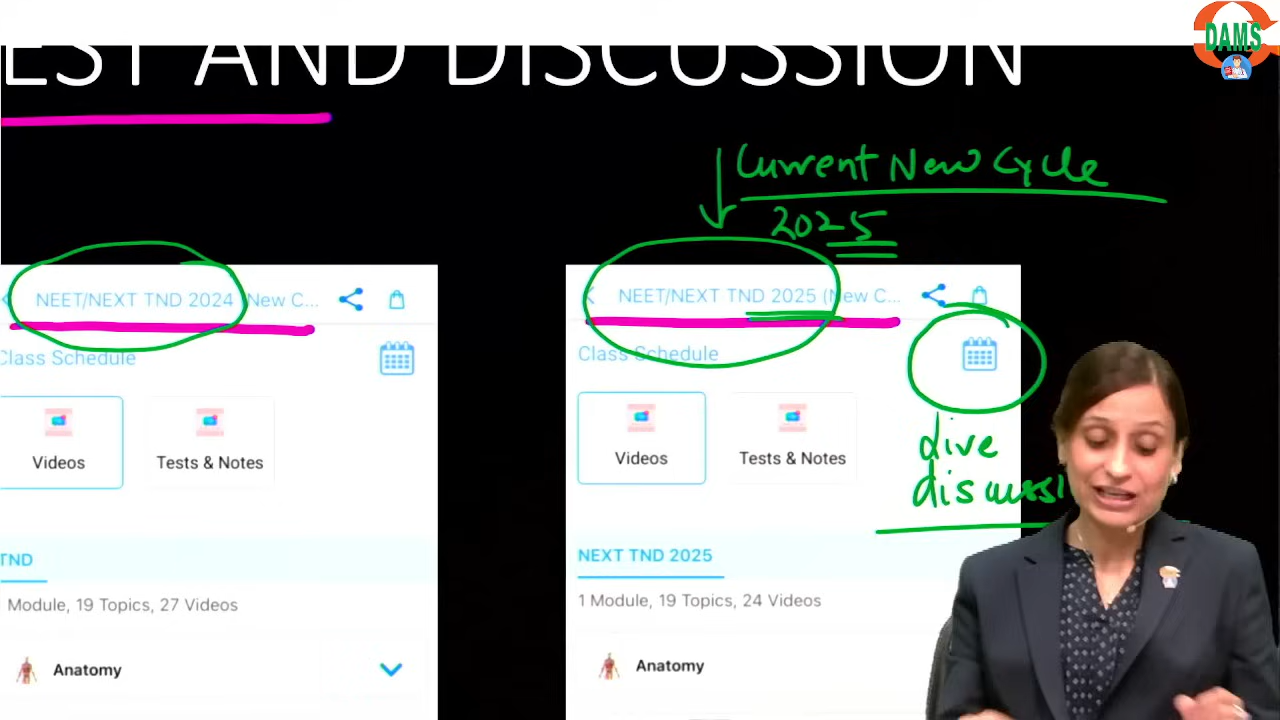 EST AND DISCUSSION
DAMS
Current New Cycle
2025
NEET/NEXT TND 2024 (New C...
Class Schedule
Videos
Tests & Notes
TND
Module, 19 Topics, 27 Videos
Anatomy
NEET/NEXT TND 2025 (New C...
Class Schedule
Videos
Tests & Notes
Live
discussi
NEXT TND 2025
1 Module, 19 Topics, 24 Videos
Anatomy